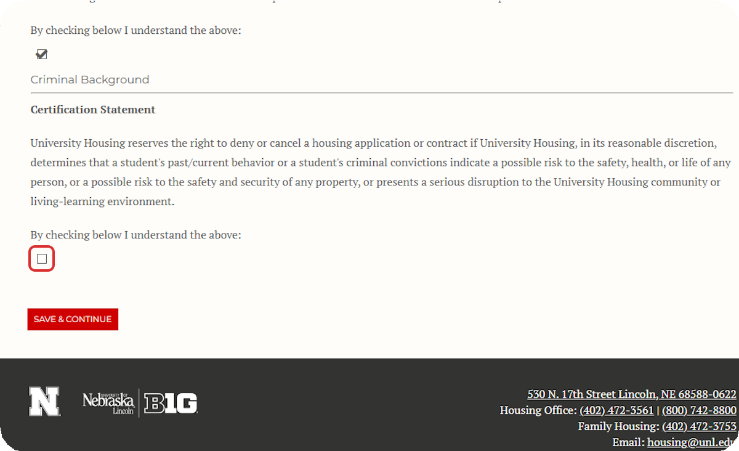 By checking below I understand the above:
Criminal Background
Certification Statement
University Housing reserves the right to deny or cancel a housing application or contract if University Housing, in its reasonable discretion,
determines that a student's past/current behavior or a student's criminal convictions indicate a possible risk to the safety, health, or life of any
person, or a possible risk to the safety and security of any property, or presents a serious disruption to the University Housing community or
living-learning environment.
By checking below I understand the above:
SAVE & CONTINUE
N
UNIVERSITY OF
Nebraska
Lincoln
B1G
530 N. 17th Street Lincoln, NE 68588-0622
Housing Office: (402) 472-3561 | (800) 742-8800
Family Housing: (402) 472-3753
Email: housing@unl.edu